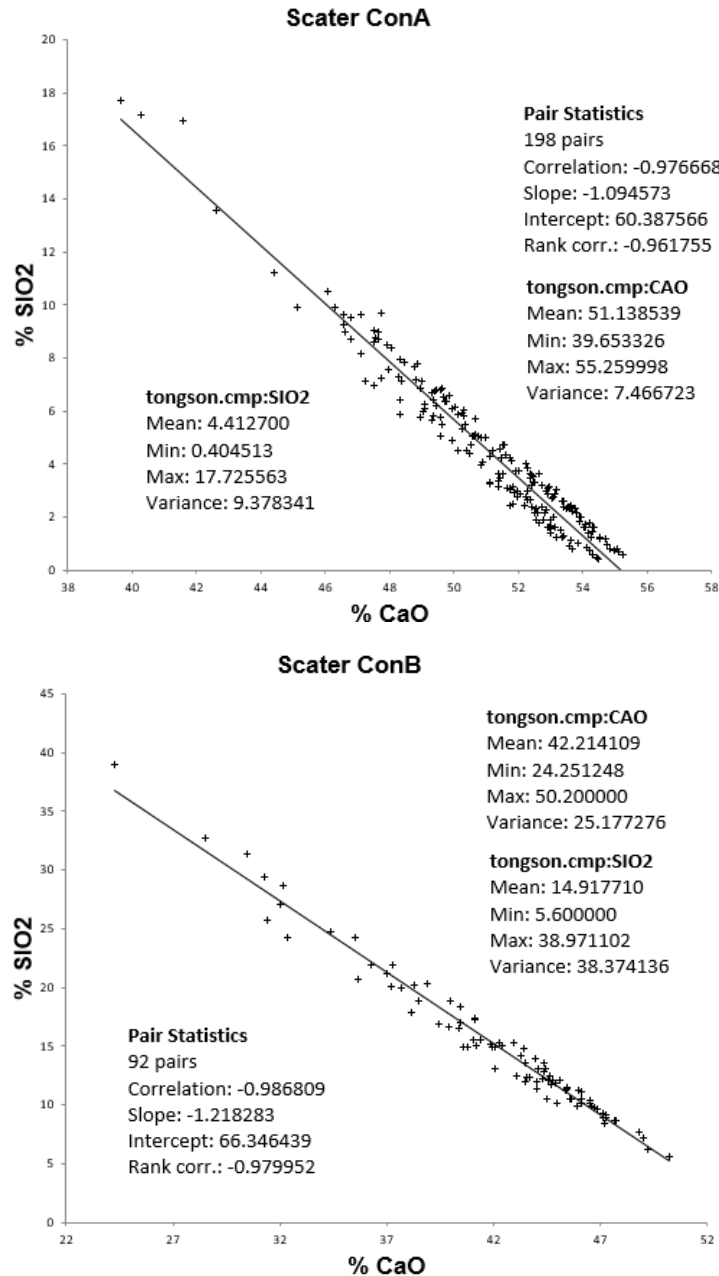 Scater ConA
20
18
16
14
12
10
8
6
4
2
0
% SIO2
Pair Statistics
198 pairs
Correlation: -0.976668
Slope: -1.094573
Intercept: 60.387566
Rank corr.: -0.961755
tongson.cmp:CAO
Mean: 51.138539
Min: 39.653326
Max: 55.259998
Variance: 7.466723
tongson.cmp:SIO2
Mean: 4.412700
Min: 0.404513
Max: 17.725563
Variance: 9.378341
38 40 42 44 46 48 50 52 54 56 58
% CaO
Scater ConB
45
40
35
30
25
20
15
10
5
0
% SIO2
tongson.cmp:CAO
Mean: 42.214109
Min: 24.251248
Max: 50.200000
Variance: 25.177276
tongson.cmp:SIO2
Mean: 14.917710
Min: 5.600000
Max: 38.971102
Variance: 38.374136
Pair Statistics
92 pairs
Correlation: -0.986809
Slope: -1.218283
Intercept: 66.346439
Rank corr.: -0.979952
22 27 32 37 42 47 52
% CaO